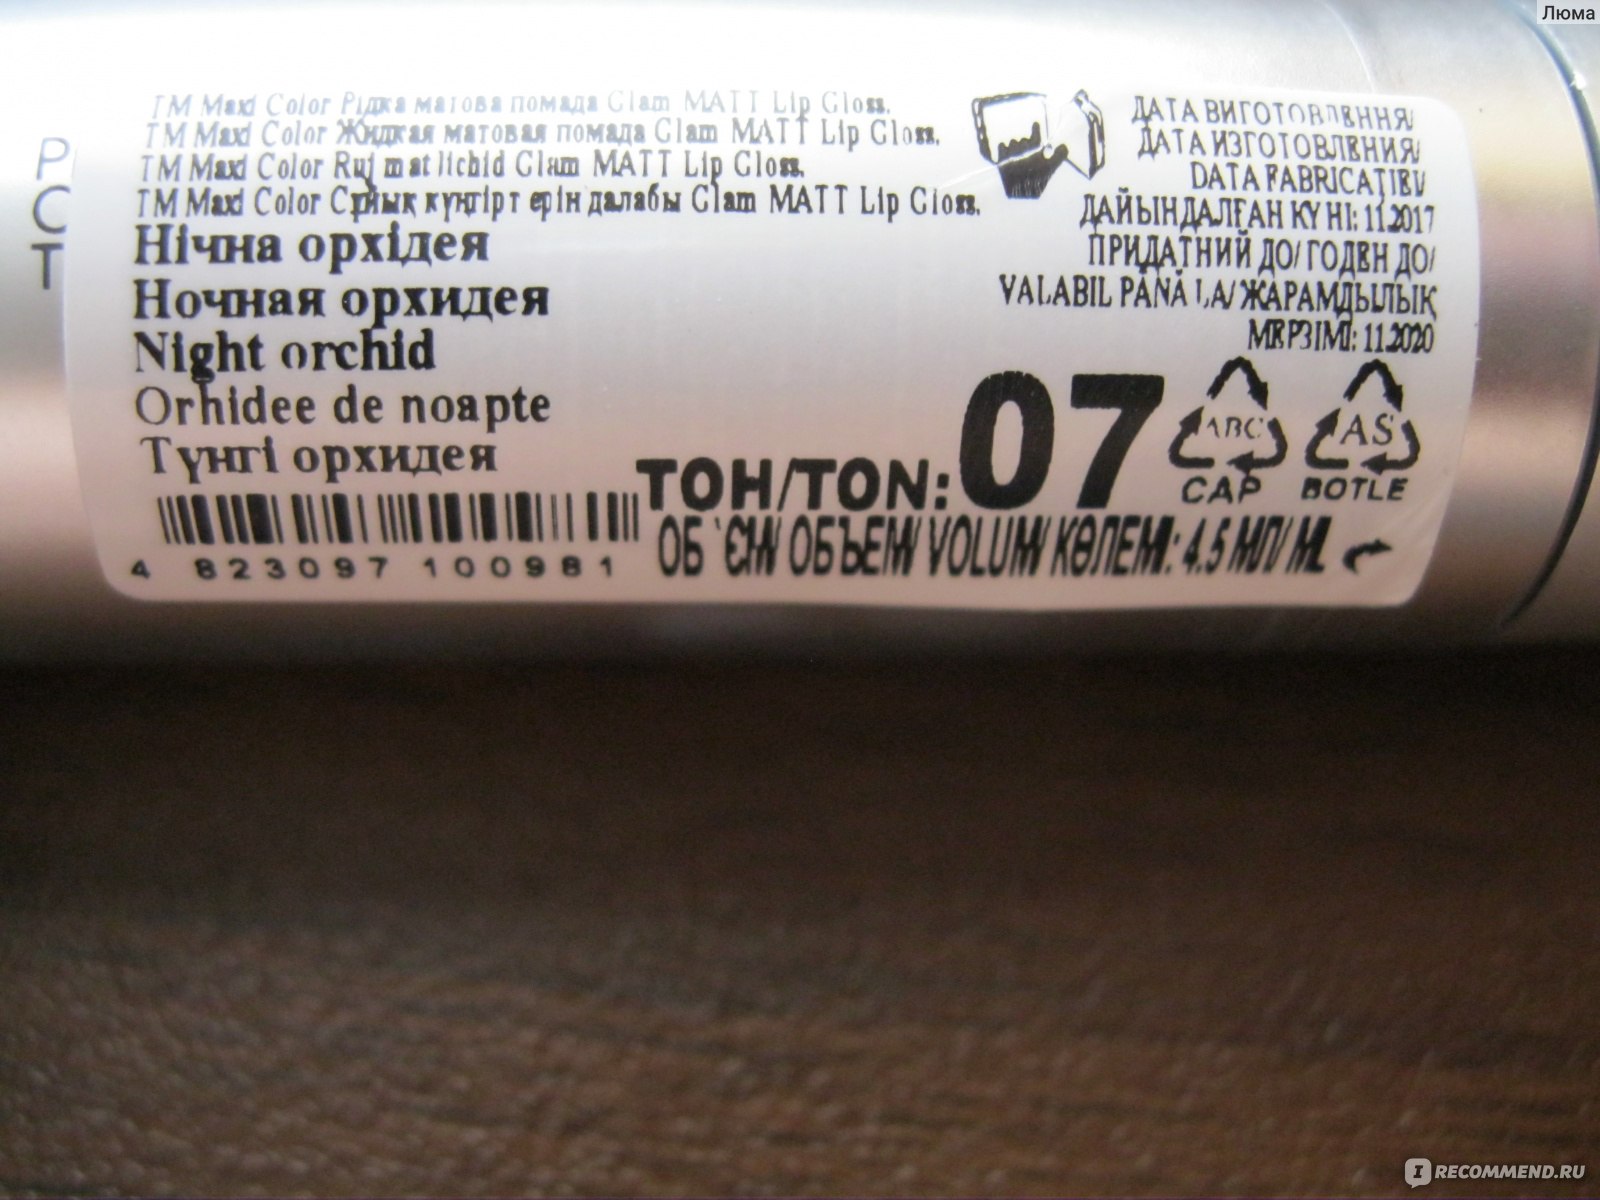 Люма
TM Maxi Color Рідка матова помада Glam MATT Lip Gloss.
TM Maxi Color Жидкая матовая помада Glam MATT Lip Gloss.
TM Maxi Color Ruj mat lichid Glam MATT Lip Gloss.
TM Maxi Color Сұйық күңгірт ерін далабы Glam MATT Lip Gloss.
Нічна орхідея
Ночная орхидея
Night orchid
Orhidee de noapte
Түнгі орхидея
4 823097 100981
ДАТА ВИГОТОВЛЕННЯ/
ДАТА ИЗГОТОВЛЕНИЯ/
DATA FABRICAȚIEI/
ДАЙЫНДАЛҒАН КҮНІ: 11.2017
ПРИДАТНИЙ ДО/ ГОДЕН ДО/
VALABIL PÂNĂ LA/ ЖАРАМДЫЛЫҚ
МЕРЗІМІ: 11.2020
ТОН/TON: 07
ABC
CAP
AS
BOTLE
ОБ`ЄМ/ ОБЪЕМ/ VOLUM/ КӨЛЕМ: 4.5 МЛ/ ML
IRECOMMEND.RU